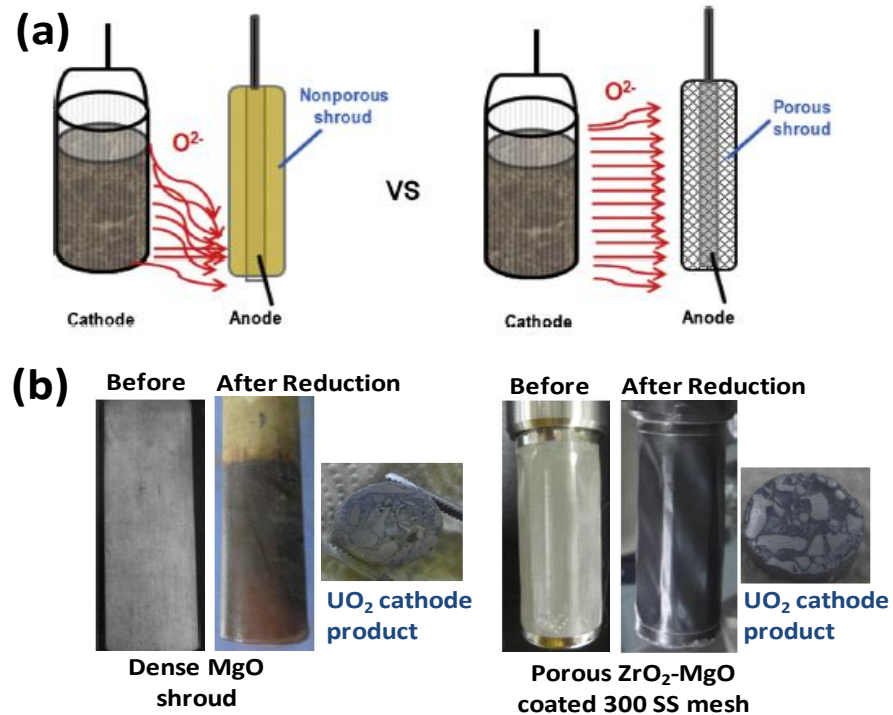 (a)
O²⁻
Nonporous
shroud
Cathode
Anode
VS
O²⁻
Porous
shroud
Cathode
Anode
(b)
Before
After Reduction
UO₂ cathode
product
Dense MgO
shroud
Before
After Reduction
UO₂ cathode
product
Porous ZrO₂-MgO
coated 300 SS mesh